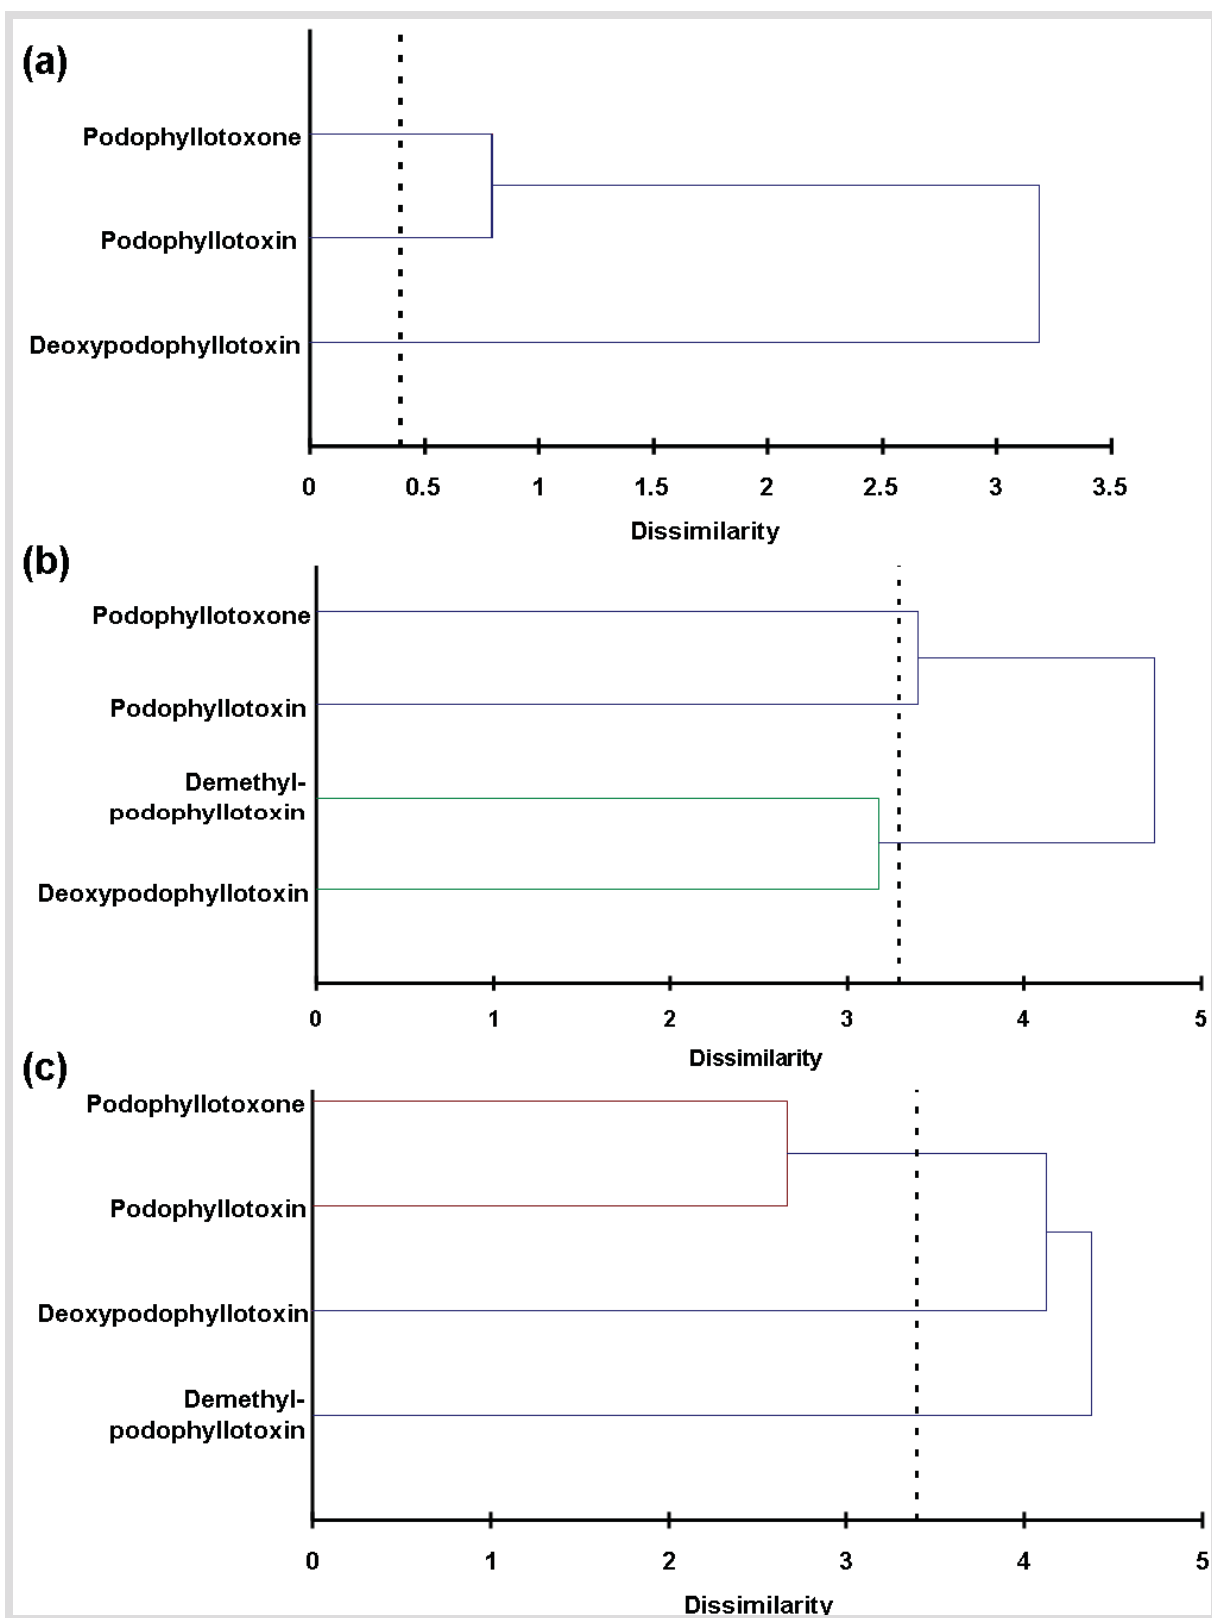 (a)
Podophyllotoxone
Podophyllotoxin
Deoxypodophyllotoxin
0 0.5 1 1.5 2 2.5 3 3.5
Dissimilarity
(b)
Podophyllotoxone
Podophyllotoxin
Demethyl-
podophyllotoxin
Deoxypodophyllotoxin
0 1 2 3 4 5
Dissimilarity
(c)
Podophyllotoxone
Podophyllotoxin
Deoxypodophyllotoxin
Demethyl-
podophyllotoxin
0 1 2 3 4 5
Dissimilarity